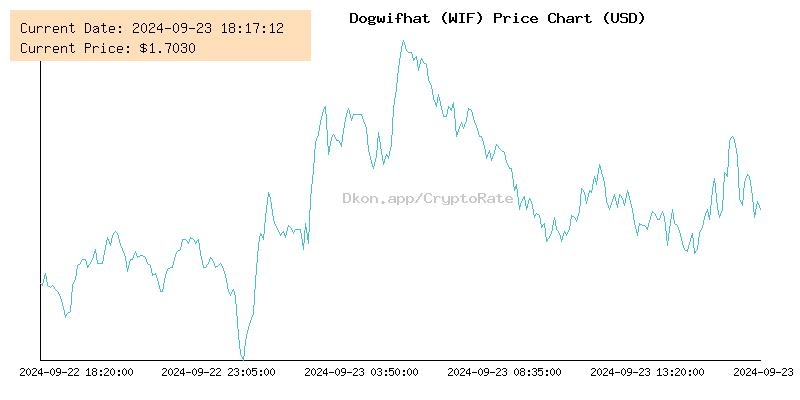 Dogwifhat (WIF) Price Chart (USD)
Current Date: 2024-09-23 18:17:12
Current Price: $1.7030
Dkon.app/CryptoRate
2024-09-22 18:20:00 2024-09-22 23:05:00 2024-09-23 03:50:00 2024-09-23 08:35:00 2024-09-23 13:20:00 2024-09-23